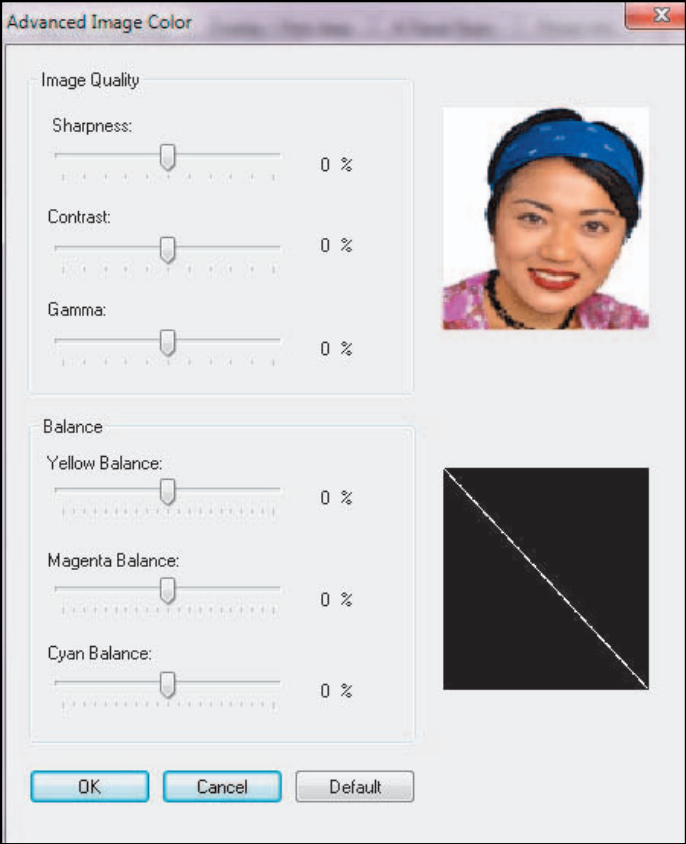 Advanced Image Color
Image Quality
Sharpness:
0 %
Contrast:
0 %
Gamma:
0 %
Balance
Yellow Balance:
0 %
Magenta Balance:
0 %
Cyan Balance:
0 %
OK Cancel Default